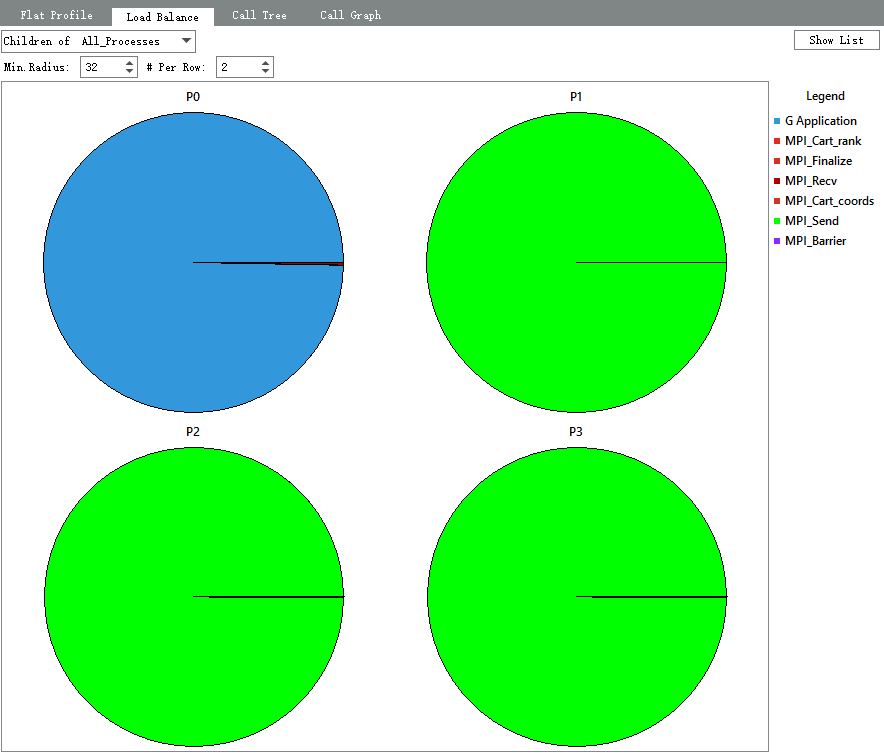 Flat Profile Load Balance Call Tree Call Graph
Children of All_Processes Show List
Min.Radius: 32 # Per Row: 2
P0 P1
Legend
G Application
MPI_Cart_rank
MPI_Finalize
MPI_Recv
MPI_Cart_coords
MPI_Send
MPI_Barrier
P2 P3